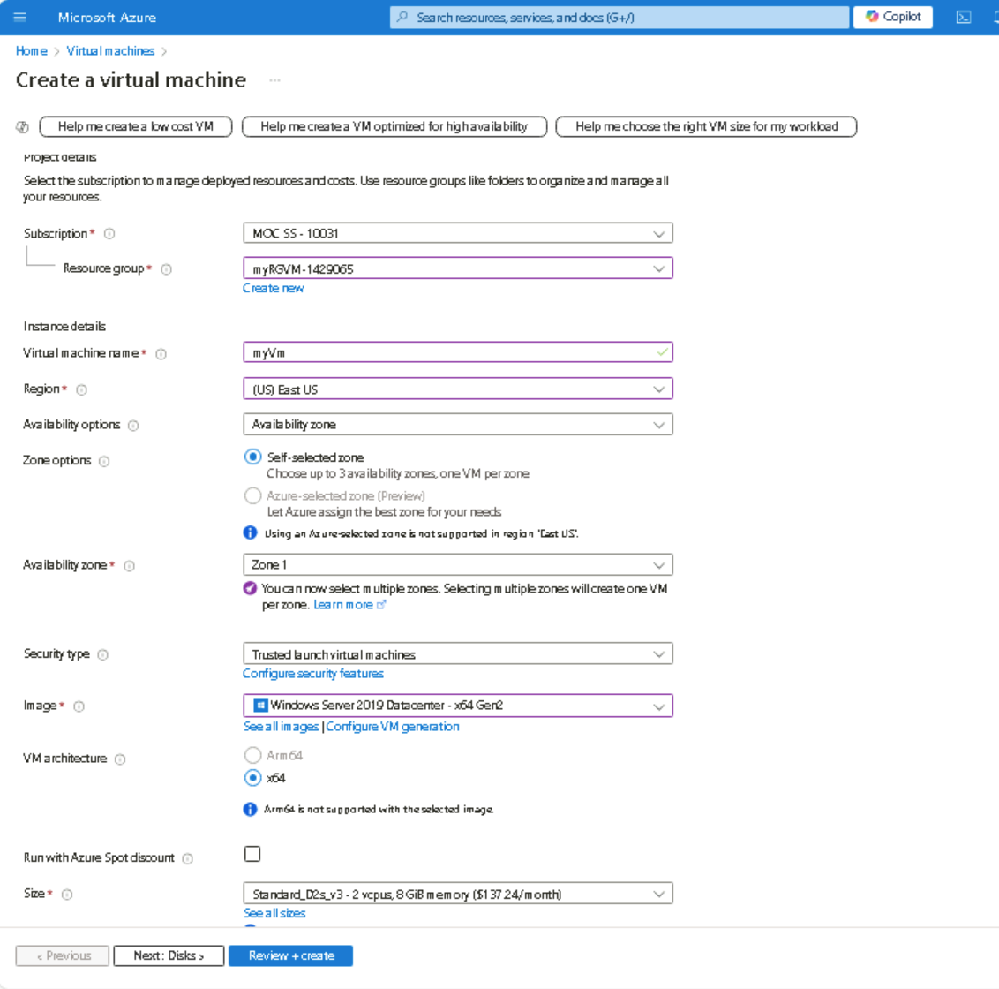 Microsoft Azure
Search resources, services, and docs (G+/)
Copilot
Home > Virtual machines >
Create a virtual machine ...
Help me create a low cost VM
Help me create a VM optimized for high availability
Help me choose the right VM size for my workload
Project details
Select the subscription to manage deployed resources and costs. Use resource groups like folders to organize and manage all
your resources.
Subscription *
MOC SS - 10031
Resource group *
myRGVM-1429065
Create new
Instance details
Virtual machine name *
myVm
Region *
(US) East US
Availability options
Availability zone
Zone options
Self-selected zone
Choose up to 3 availability zones, one VM per zone
Azure-selected zone (Preview)
Let Azure assign the best zone for your needs
Using an Azure-selected zone is not supported in region 'East US'.
Availability zone *
Zone 1
You can now select multiple zones. Selecting multiple zones will create one VM
per zone. Learn more
Security type
Trusted launch virtual machines
Configure security features
Image *
Windows Server 2019 Datacenter - x64 Gen2
See all images | Configure VM generation
VM architecture
Arm64
x64
Arm64 is not supported with the selected image.
Run with Azure Spot discount
Size *
Standard_D2s_v3 - 2 vcpus, 8 GiB memory ($137.24/month)
See all sizes
< Previous
Next : Disks >
Review + create